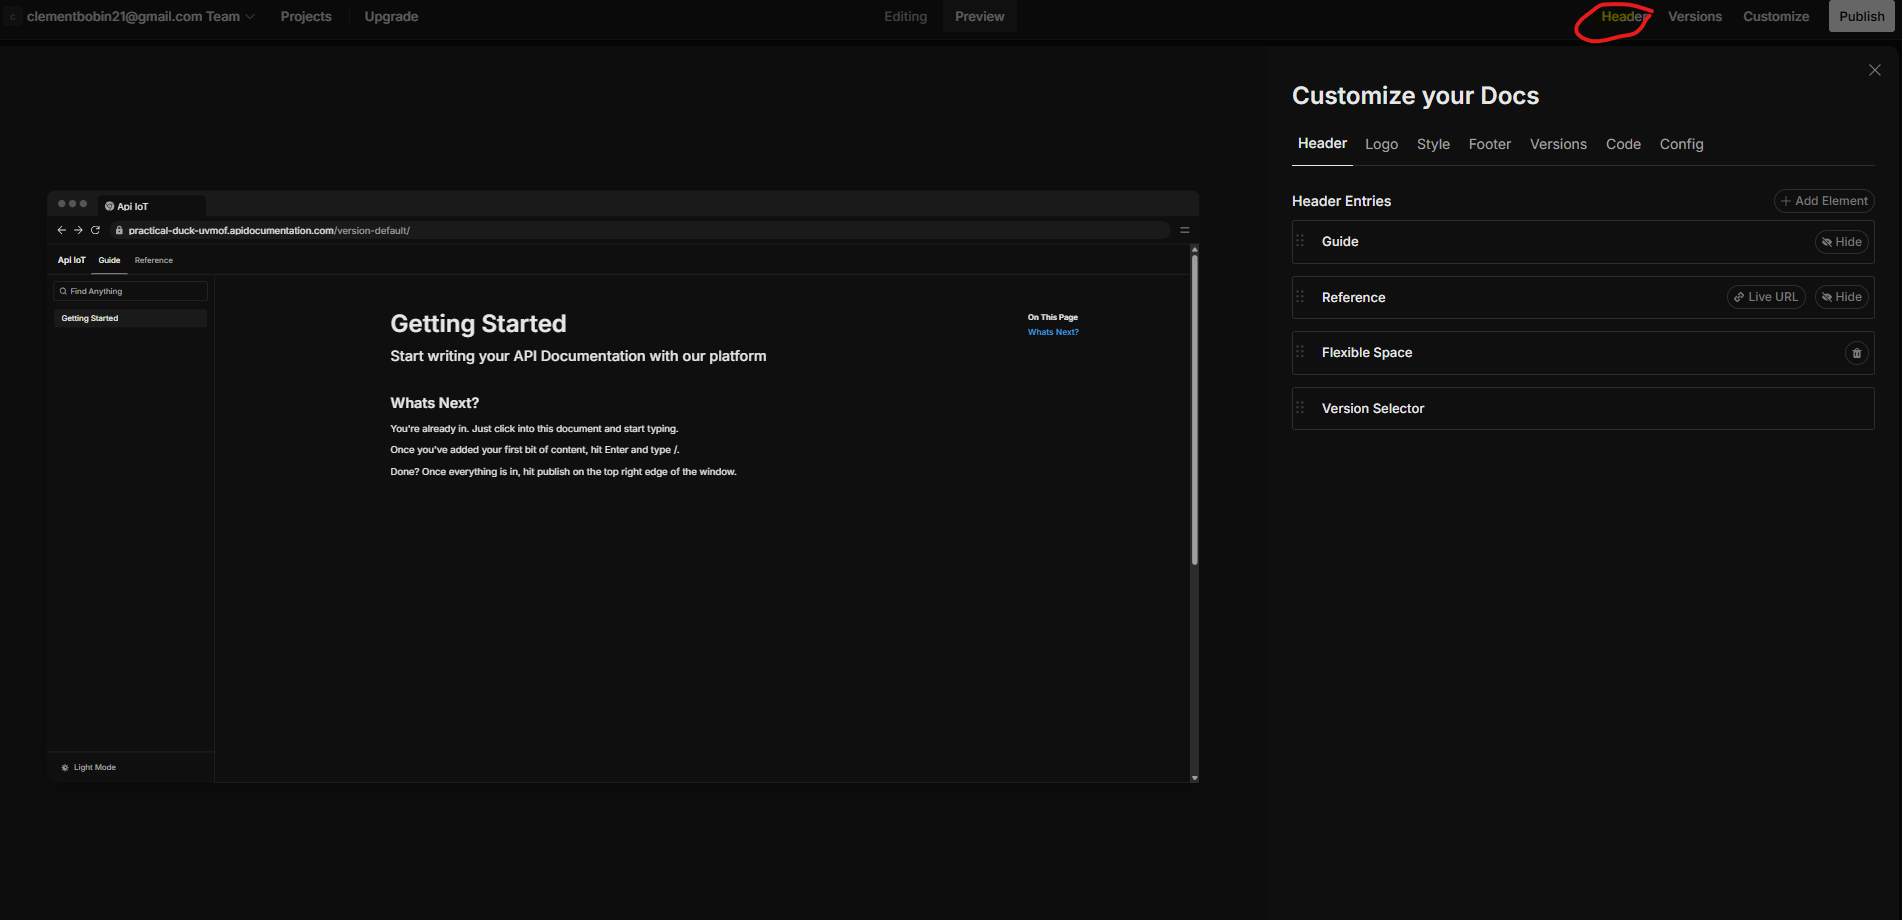 c clementbobin21@gmail.com Team Projects Upgrade Editing Preview Header Versions Customize Publish
Customize your Docs
Header Logo Style Footer Versions Code Config
Header Entries Add Element
Guide Hide
Reference Live URL Hide
Flexible Space
Version Selector
Api IoT
practical-duck-uvmof.apidocumentation.com/version-default/
Api IoT Guide Reference
Find Anything
Getting Started
Getting Started
Start writing your API Documentation with our platform
Whats Next?
You're already in. Just click into this document and start typing.
Once you've added your first bit of content, hit Enter and type /.
Done? Once everything is in, hit publish on the top right edge of the window.
On This Page
Whats Next?
Light Mode